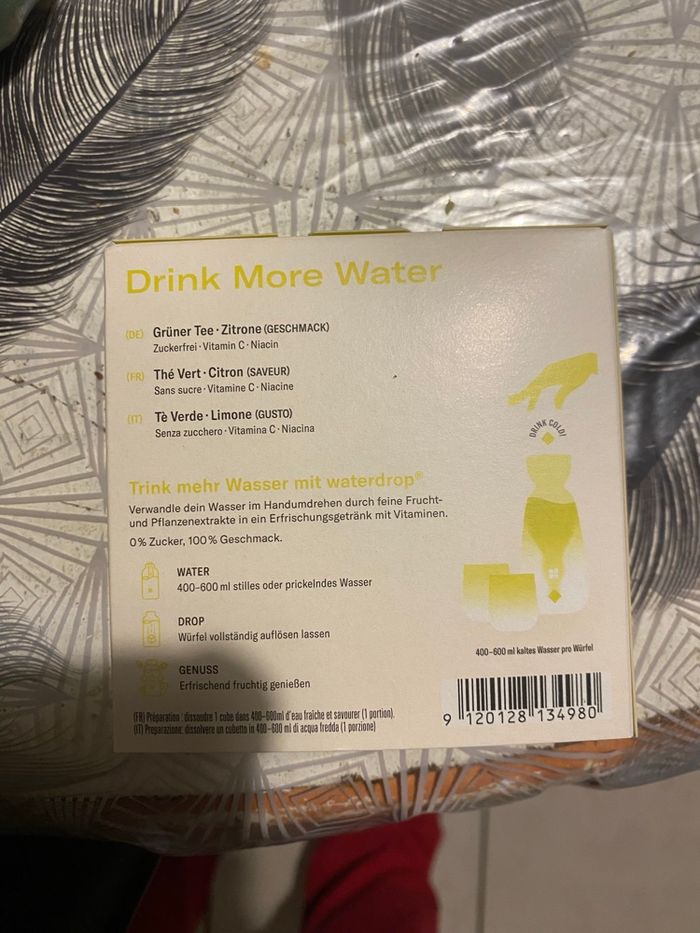 Drink More Water
(DE) Grüner Tee · Zitrone (GESCHMACK)
Zuckerfrei · Vitamin C · Niacin
(FR) Thé Vert · Citron (SAVEUR)
Sans sucre · Vitamine C · Niacine
(IT) Tè Verde · Limone (GUSTO)
Senza zucchero · Vitamina C · Niacina
DRINK COLD!
Trink mehr Wasser mit waterdrop®
Verwandle dein Wasser im Handumdrehen durch feine Frucht-
und Pflanzenextrakte in ein Erfrischungsgetränk mit Vitaminen.
0% Zucker, 100% Geschmack.
WATER
400-600 ml stilles oder prickelndes Wasser
DROP
Würfel vollständig auflösen lassen
GENUSS
Erfrischend fruchtig genießen
400-600 ml kaltes Wasser pro Würfel
(FR) Préparation : dissoudre 1 cube dans 400-600ml d'eau fraîche et savourer (1 portion).
(IT) Preparazione: dissolvere un cubetto in 400-600 ml di acqua fredda (1 porzione)
9 120128 134980